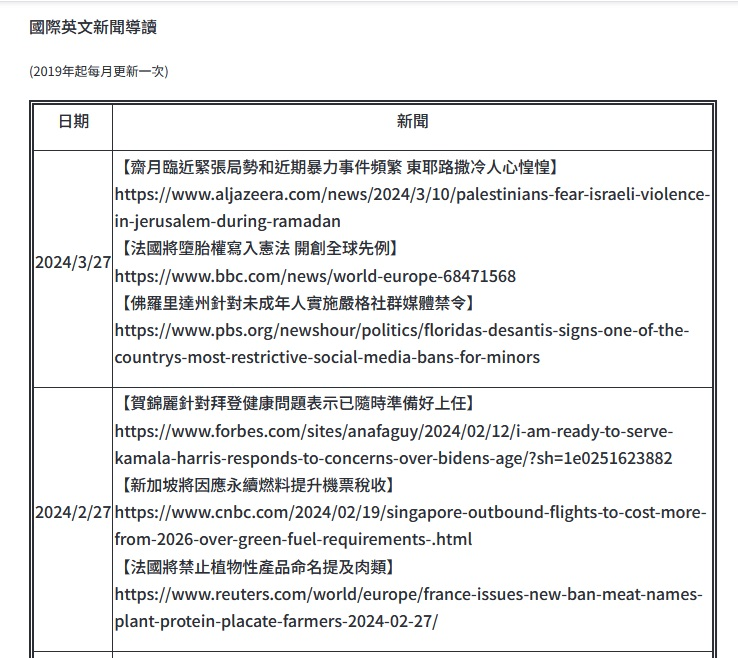 國際英文新聞導讀
(2019年起每月更新一次)
日期 新聞
2024/3/27
【齋月臨近緊張局勢和近期暴力事件頻繁 東耶路撒冷人心惶惶】
https://www.aljazeera.com/news/2024/3/10/palestinians-fear-israeli-violence-
in-jerusalem-during-ramadan
【法國將墮胎權寫入憲法 開創全球先例】
https://www.bbc.com/news/world-europe-68471568
【佛羅里達州針對未成年人實施嚴格社群媒體禁令】
https://www.pbs.org/newshour/politics/floridas-desantis-signs-one-of-the-
countrys-most-restrictive-social-media-bans-for-minors
2024/2/27
【賀錦麗針對拜登健康問題表示已隨時準備好上任】
https://www.forbes.com/sites/anafaguy/2024/02/12/i-am-ready-to-serve-
kamala-harris-responds-to-concerns-over-bidens-age/?sh=1e0251623882
【新加坡將因應永續燃料提升機票稅收】
https://www.cnbc.com/2024/02/19/singapore-outbound-flights-to-cost-more-
from-2026-over-green-fuel-requirements-.html
【法國將禁止植物性產品命名提及肉類】
https://www.reuters.com/world/europe/france-issues-new-ban-meat-names-
plant-protein-placate-farmers-2024-02-27/